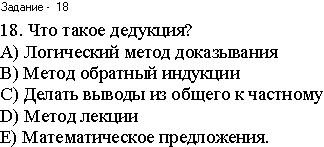 Задание - 18
18. Что такое дедукция?
A) Логический метод доказывания
B) Метод обратный индукции
C) Делать выводы из общего к частному
D) Метод лекции
E) Математическое предложения.